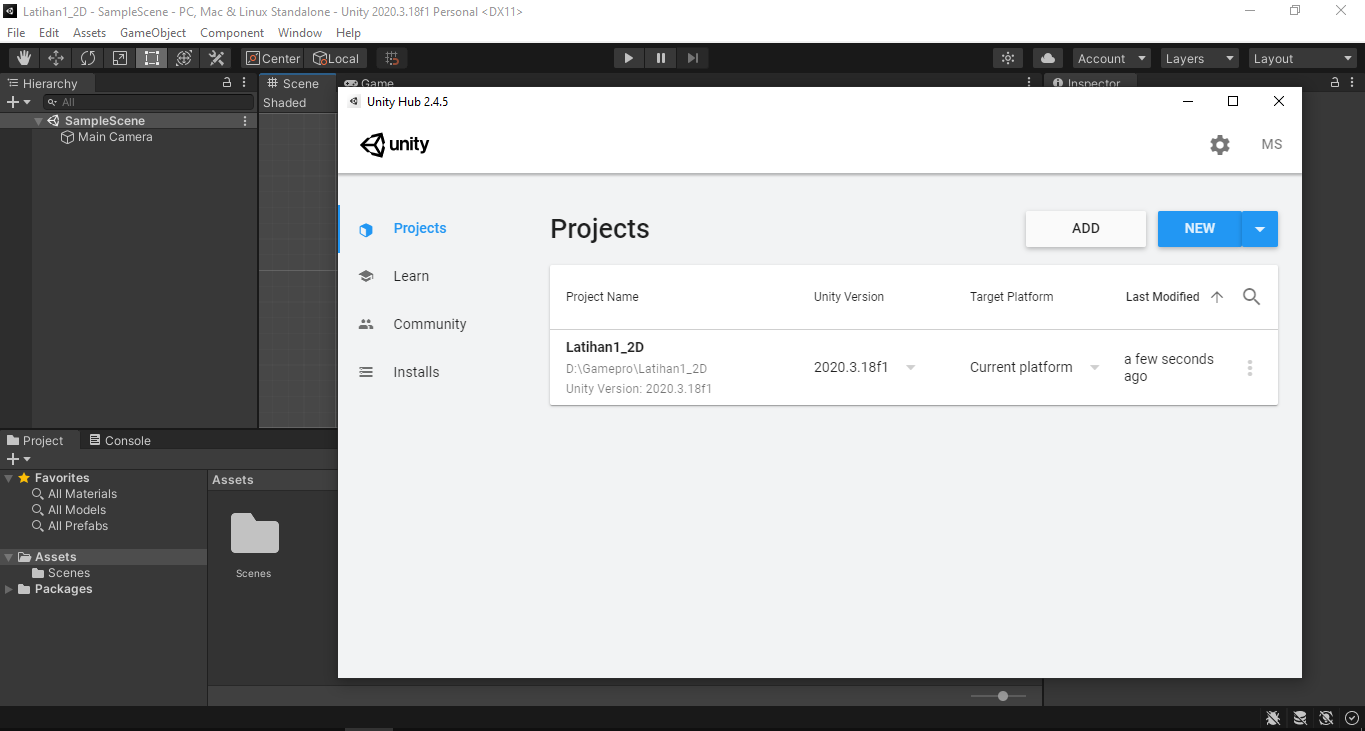 Latihan1_2D - SampleScene - PC, Mac & Linux Standalone - Unity 2020.3.18f1 Personal <DX11>
File Edit Assets GameObject Component Window Help
Center Local Account Layers Layout
Hierarchy
Scene
Game
Inspector
All
Shaded
SampleScene
Main Camera
Unity Hub 2.4.5
unity
MS
Projects
Learn
Community
Installs
Projects
ADD
NEW
Project Name Unity Version Target Platform Last Modified
Latihan1_2D
D:\Gamepro\Latihan1_2D
Unity Version: 2020.3.18f1
2020.3.18f1
Current platform
a few seconds
ago
Project Console
Favorites
All Materials
All Models
All Prefabs
Assets
Scenes
Packages
Assets
Scenes